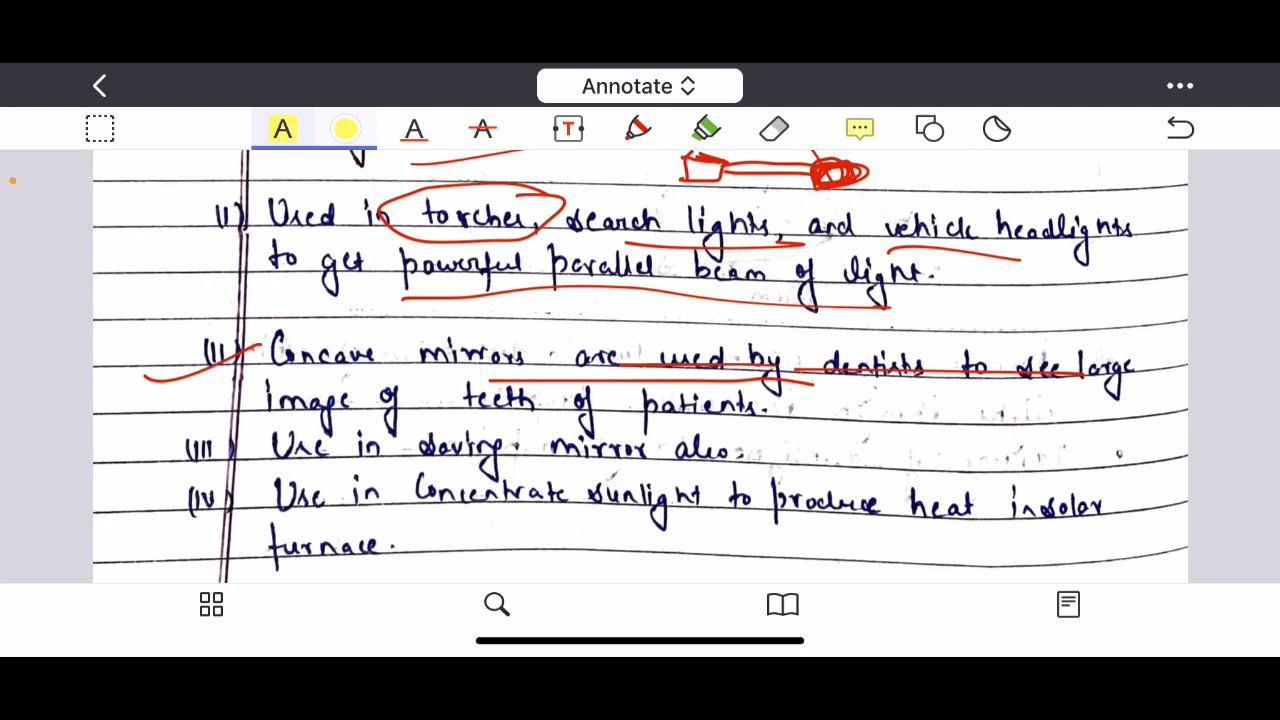 Annotate
A A A T
(I) Used in torches, search lights, and vehicle headlights
to get powerful parallel beam of light.
(II) Concave mirrors are used by dentists to see large
image of teeth of patients.
(III) Use in saving mirror also.
(IV) Use in Concentrate sunlight to produce heat in solar
furnace.